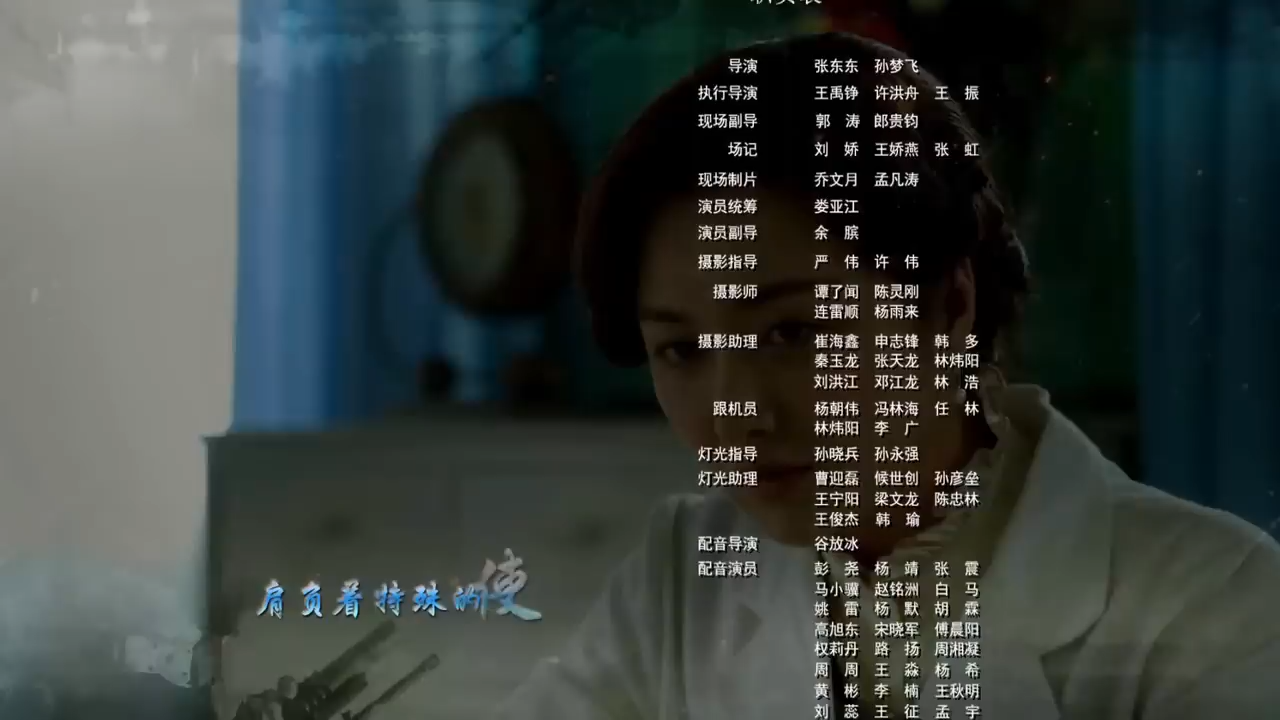 职员表
导演 张东东 孙梦飞
执行导演 王禹铮 许洪舟 王 振
现场副导 郭 涛 郎贵钧
场记 刘 娇 王娇燕 张 虹
现场制片 乔文月 孟凡涛
演员统筹 娄亚江
演员副导 余 膑
摄影指导 严 伟 许 伟
摄影师 谭了闻 陈灵刚
连雷顺 杨雨来
摄影助理 崔海鑫 申志锋 韩 多
秦玉龙 张天龙 林炜阳
刘洪江 邓江龙 林 浩
跟机员 杨朝伟 冯林海 任 林
林炜阳 李 广
灯光指导 孙晓兵 孙永强
灯光助理 曹迎磊 候世创 孙彦垒
王宁阳 梁文龙 陈忠林
王俊杰 韩 瑜
配音导演 谷放冰
配音演员 彭 尧 杨 靖 张 震
马小骥 赵铭洲 白 马
姚 雷 杨 默 胡 霖
高旭东 宋晓军 傅晨阳
权莉丹 路 扬 周湘凝
周 周 王 淼 杨 希
黄 彬 李 楠 王秋明
刘 蕊 王 征 孟 宇
肩负着特殊的使